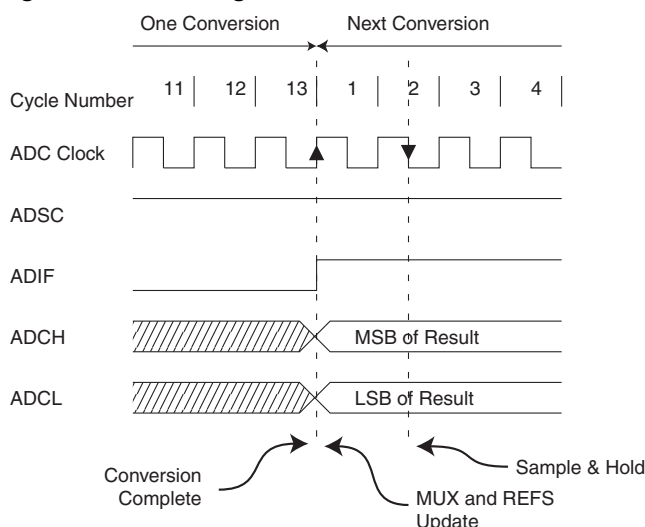 One Conversion Next Conversion
Cycle Number 11 12 13 1 2 3 4
ADC Clock
ADSC
ADIF
ADCH MSB of Result
ADCL LSB of Result
Conversion
Complete
MUX and REFS
Update
Sample & Hold